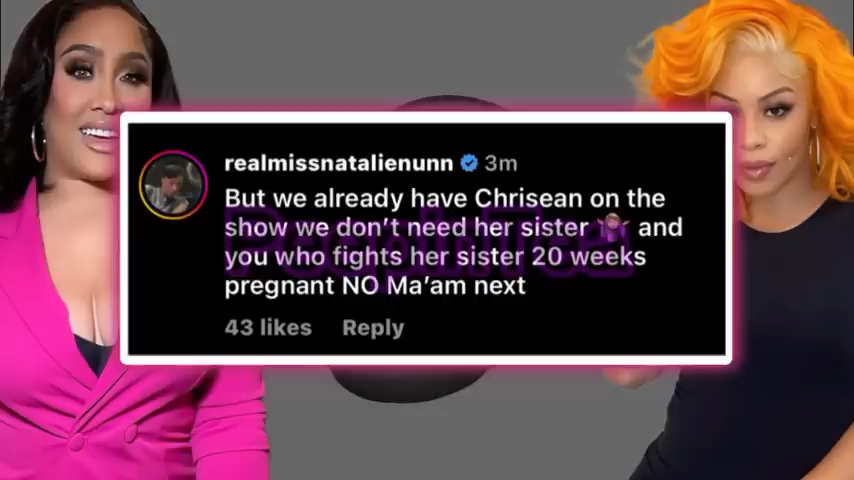 realmissnatalienunn 3m
But we already have Chrisean on the
show we don't need her sister 🤷🏽‍♀️ and
you who fights her sister 20 weeks
pregnant NO Ma'am next
43 likes Reply